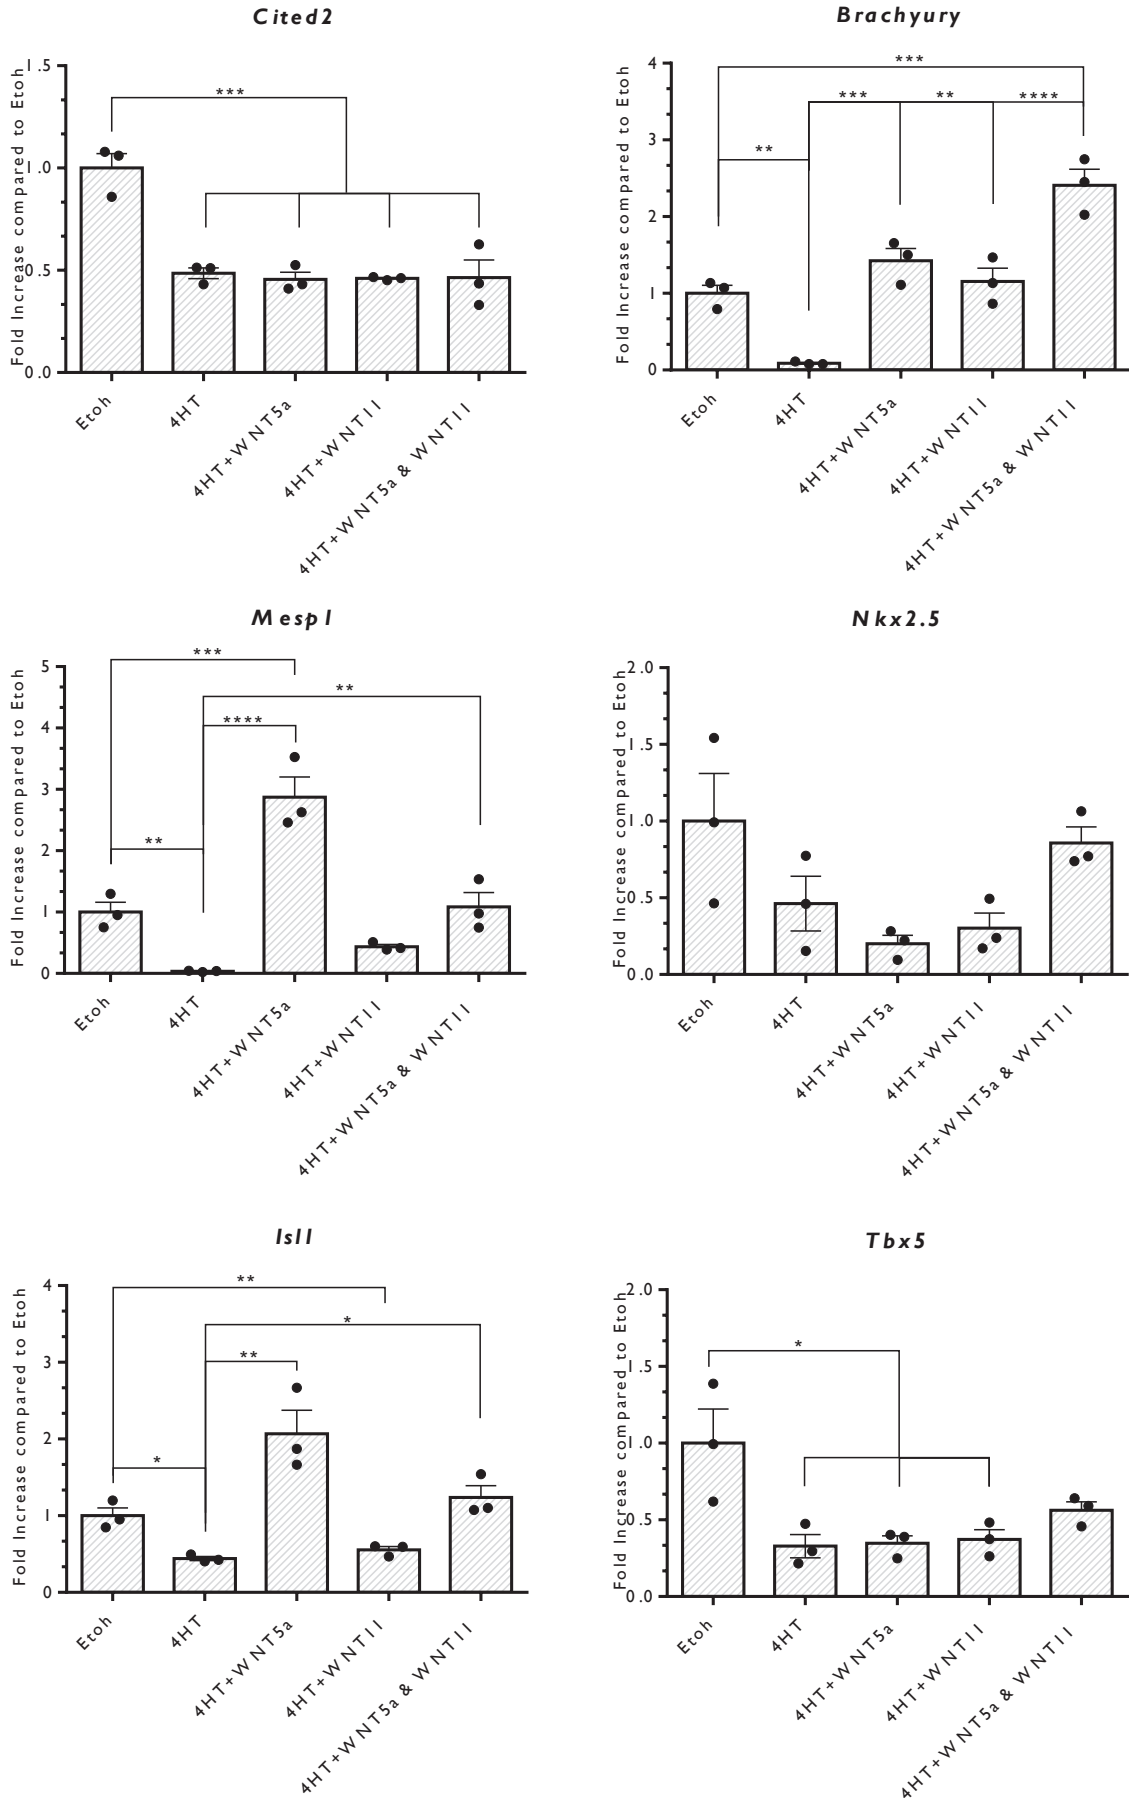 Cited2
Fold Increase compared to Etoh
1.5
1.0
0.5
0.0
***
Etoh
4HT
4HT+WNT5a
4HT+WNT11
4HT+WNT5a & WNT11
Brachyury
Fold Increase compared to Etoh
4
3
2
1
0
***
***
**
****
**
Etoh
4HT
4HT+WNT5a
4HT+WNT11
4HT+WNT5a & WNT11
Mesp1
Fold Increase compared to Etoh
5
4
3
2
1
0
***
**
****
**
Etoh
4HT
4HT+WNT5a
4HT+WNT11
4HT+WNT5a & WNT11
Nkx2.5
Fold Increase compared to Etoh
2.0
1.5
1.0
0.5
0.0
Etoh
4HT
4HT+WNT5a
4HT+WNT11
4HT+WNT5a & WNT11
Isl1
Fold Increase compared to Etoh
4
3
2
1
0
**
*
**
*
Etoh
4HT
4HT+WNT5a
4HT+WNT11
4HT+WNT5a & WNT11
Tbx5
Fold Increase compared to Etoh
2.0
1.5
1.0
0.5
0.0
*
Etoh
4HT
4HT+WNT5a
4HT+WNT11
4HT+WNT5a & WNT11